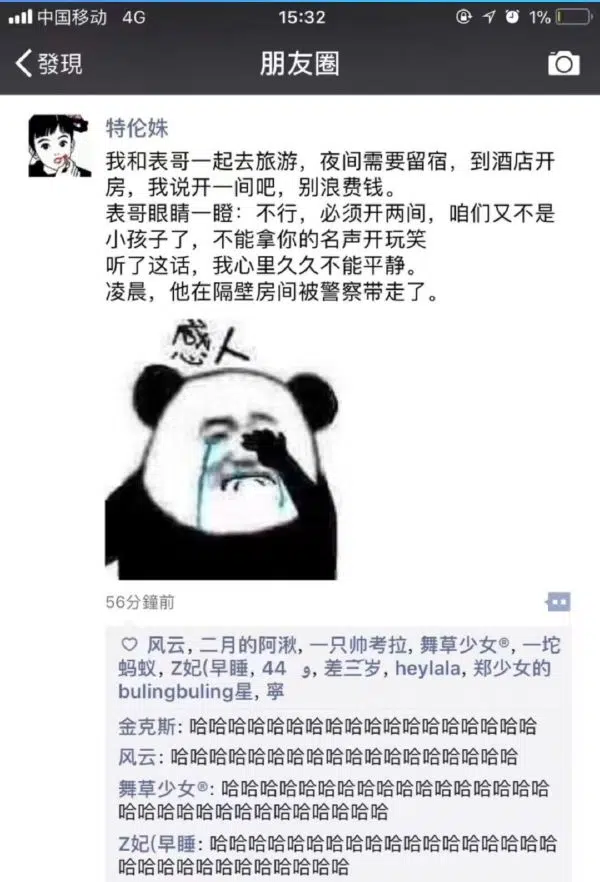 中国移动 4G 15:32 1%
發現 朋友圈
特伦姝
我和表哥一起去旅游，夜间需要留宿，到酒店开
房，我说开一间吧，别浪费钱。
表哥眼睛一瞪：不行，必须开两间，咱们又不是
小孩子了，不能拿你的名声开玩笑
听了这话，我心里久久不能平静。
凌晨，他在隔壁房间被警察带走了。
感人
56分鐘前
风云, 二月的阿湫, 一只帅考拉, 舞草少女®, 一坨
蚂蚁, Z妃(早睡, 44 و, 差三岁, heylala, 郑少女的
bulingbuling星, 寧
金克斯: 哈哈哈哈哈哈哈哈哈哈哈哈哈哈哈哈哈哈
风云: 哈哈哈哈哈哈哈哈哈哈哈哈哈哈哈哈哈哈
舞草少女®: 哈哈哈哈哈哈哈哈哈哈哈哈哈哈哈哈哈
哈哈哈哈哈哈哈哈哈哈哈哈哈哈
Z妃(早睡: 哈哈哈哈哈哈哈哈哈哈哈哈哈哈哈哈哈哈
哈哈哈哈哈哈哈哈哈哈哈哈